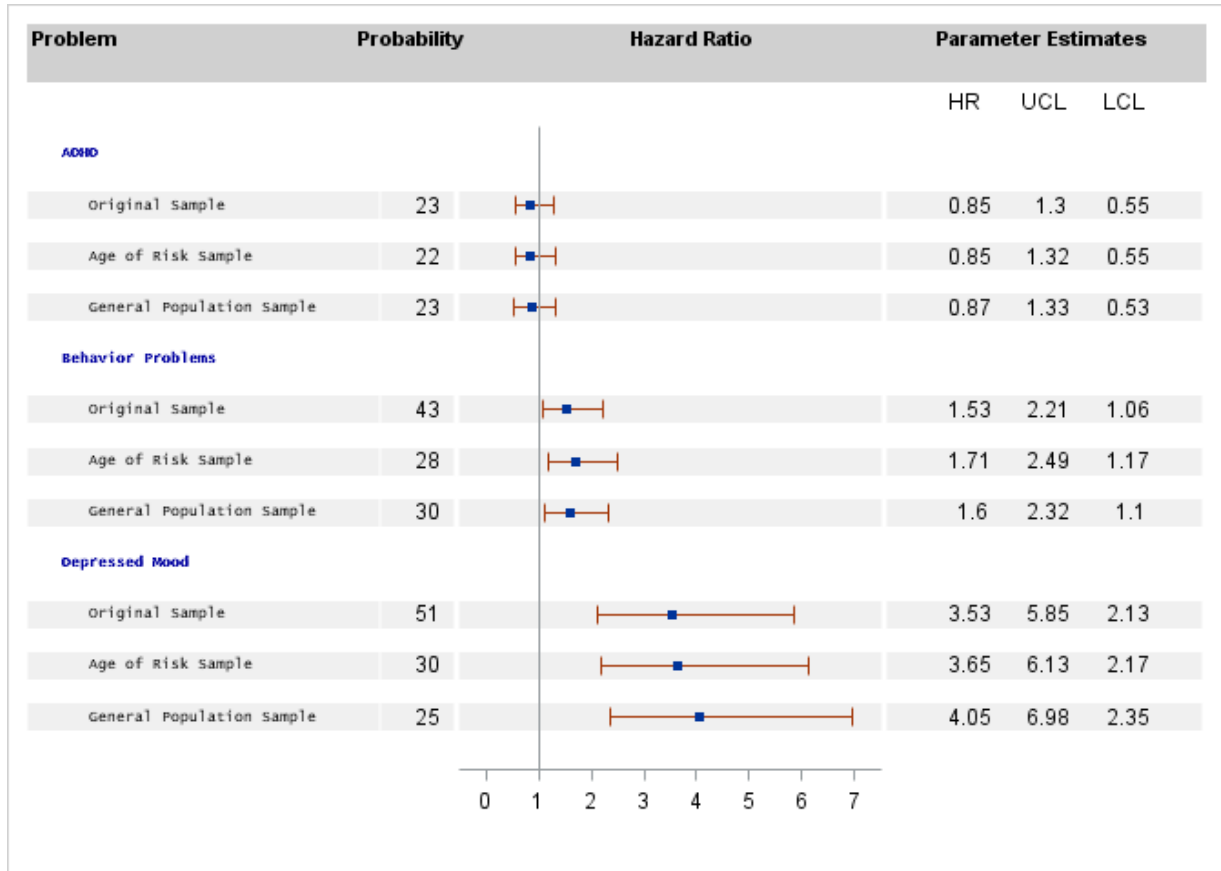 Problem Probability Hazard Ratio Parameter Estimates
HR UCL LCL
ADHD
Original Sample 23 0.85 1.3 0.55
Age of Risk Sample 22 0.85 1.32 0.55
General Population Sample 23 0.87 1.33 0.53
Behavior Problems
Original Sample 43 1.53 2.21 1.06
Age of Risk Sample 28 1.71 2.49 1.17
General Population Sample 30 1.6 2.32 1.1
Depressed Mood
Original Sample 51 3.53 5.85 2.13
Age of Risk Sample 30 3.65 6.13 2.17
General Population Sample 25 4.05 6.98 2.35
0 1 2 3 4 5 6 7